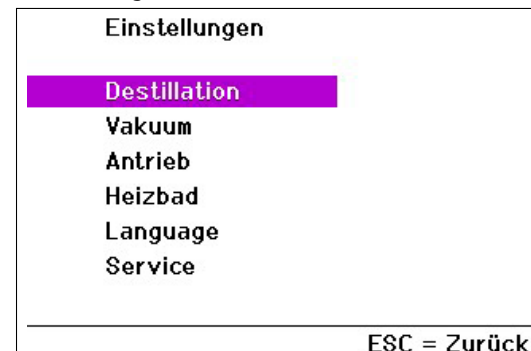 Einstellungen
Destillation
Vakuum
Antrieb
Heizbad
Language
Service
ESC = Zurück